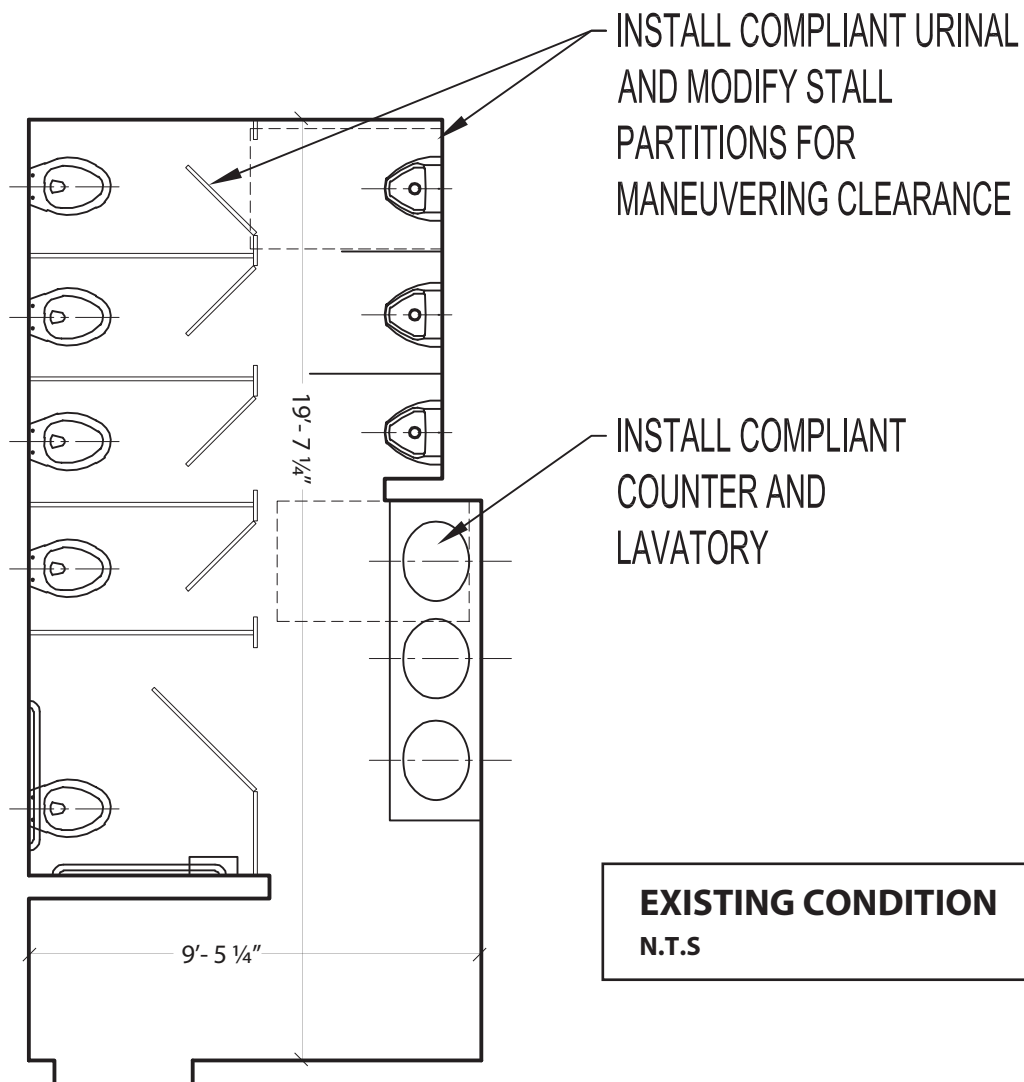 INSTALL COMPLIANT URINAL
AND MODIFY STALL
PARTITIONS FOR
MANEUVERING CLEARANCE
19'- 7 ¼"
INSTALL COMPLIANT
COUNTER AND
LAVATORY
EXISTING CONDITION
N.T.S
9'- 5 ¼"